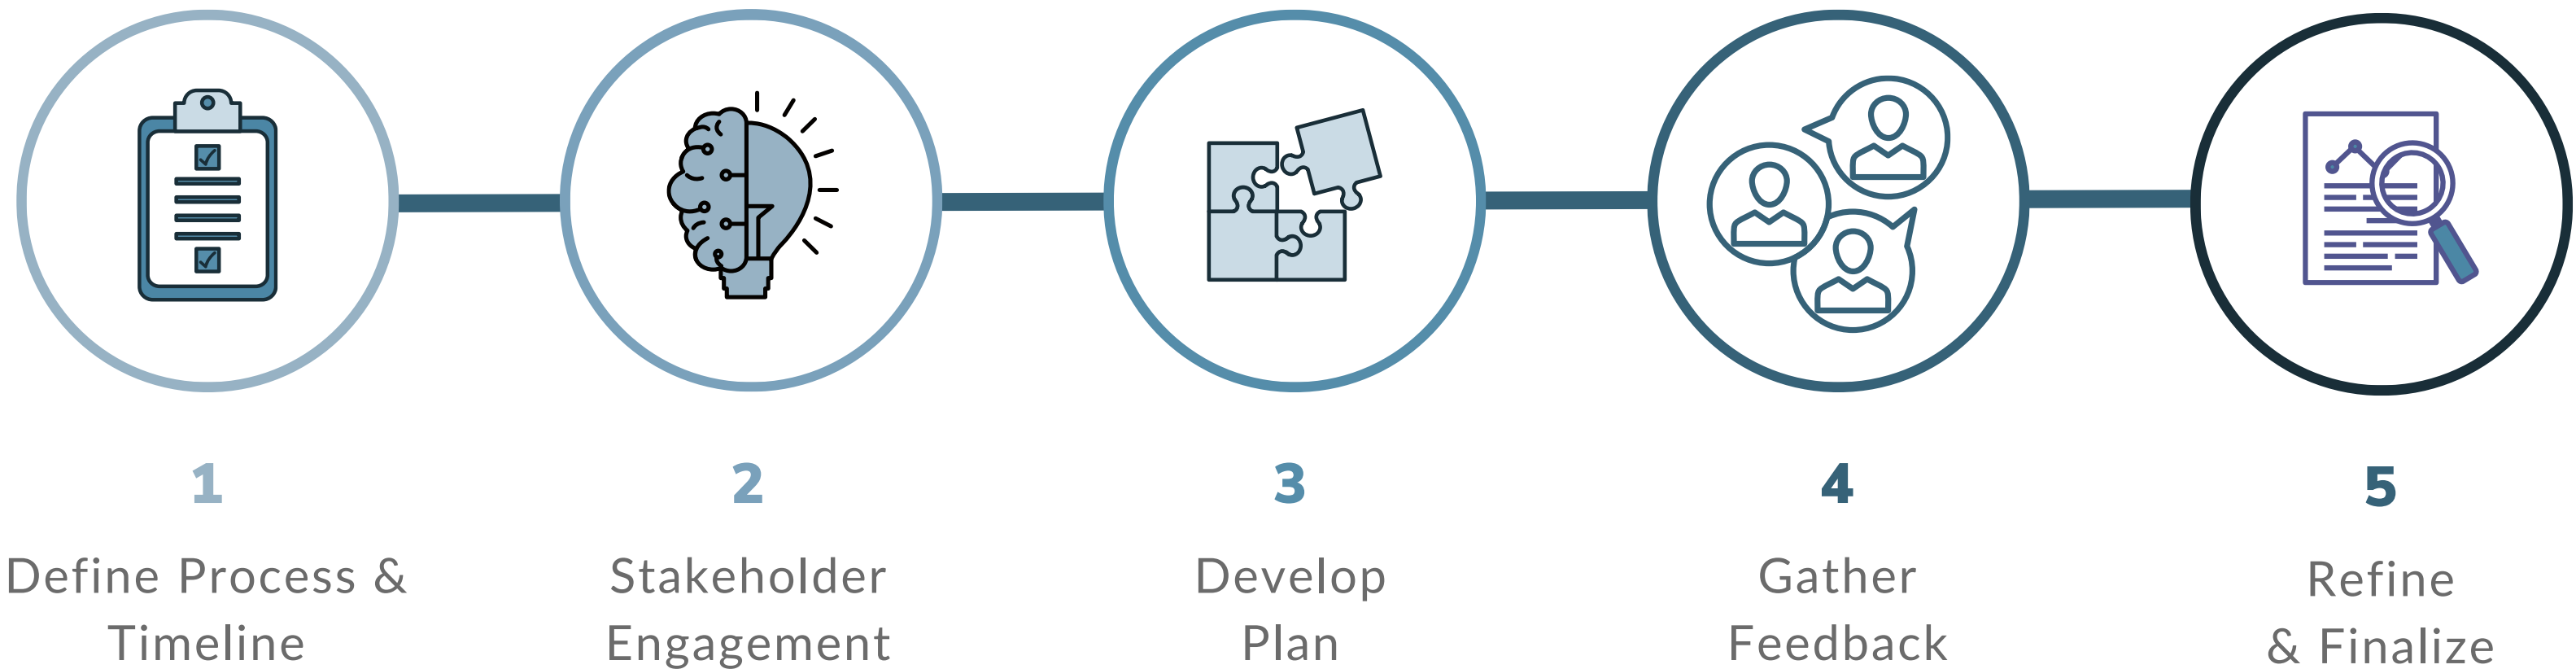 1
Define Process &
Timeline
2
Stakeholder
Engagement
3
Develop
Plan
4
Gather
Feedback
5
Refine
& Finalize